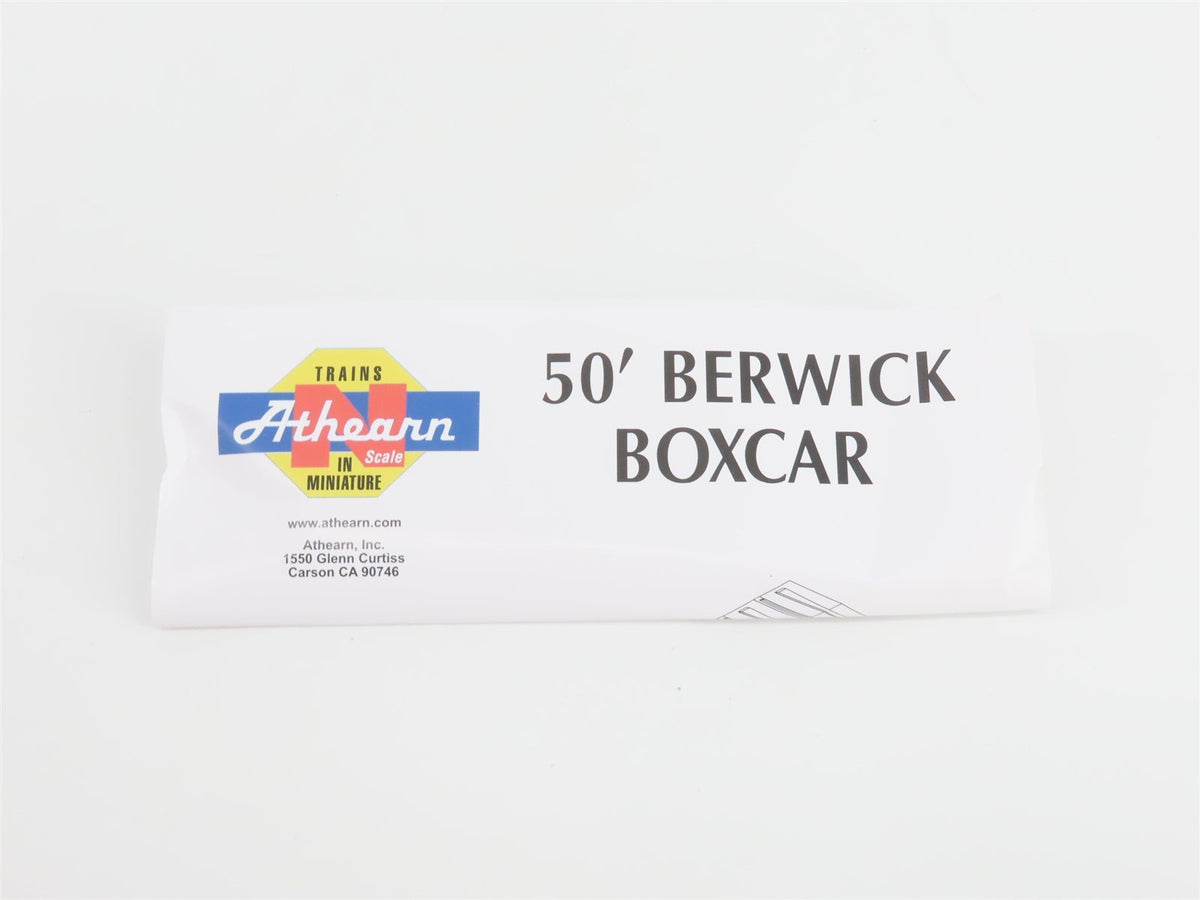 TRAINS
Athearn
N
Scale
IN
MINIATURE
www.athearn.com
Athearn, Inc.
1550 Glenn Curtiss
Carson CA 90746
50′ BERWICK
BOXCAR